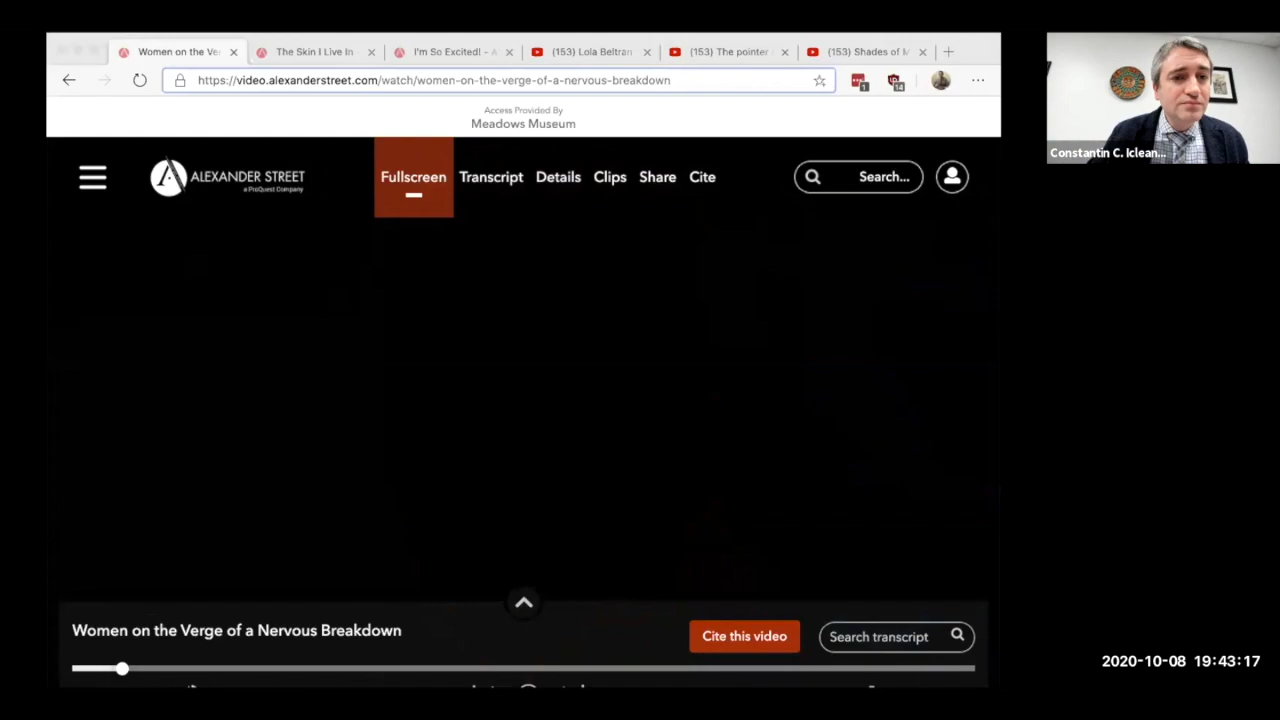 Women on the Ve
The Skin I Live In
I'm So Excited! - A
(153) Lola Beltran
(153) The pointer
(153) Shades of M
https://video.alexanderstreet.com/watch/women-on-the-verge-of-a-nervous-breakdown
1
14
Access Provided By
Meadows Museum
ALEXANDER STREET
a ProQuest Company
Fullscreen
Transcript
Details
Clips
Share
Cite
Search...
Constantin C. Iclean...
Women on the Verge of a Nervous Breakdown
Cite this video
Search transcript
2020-10-08 19:43:17